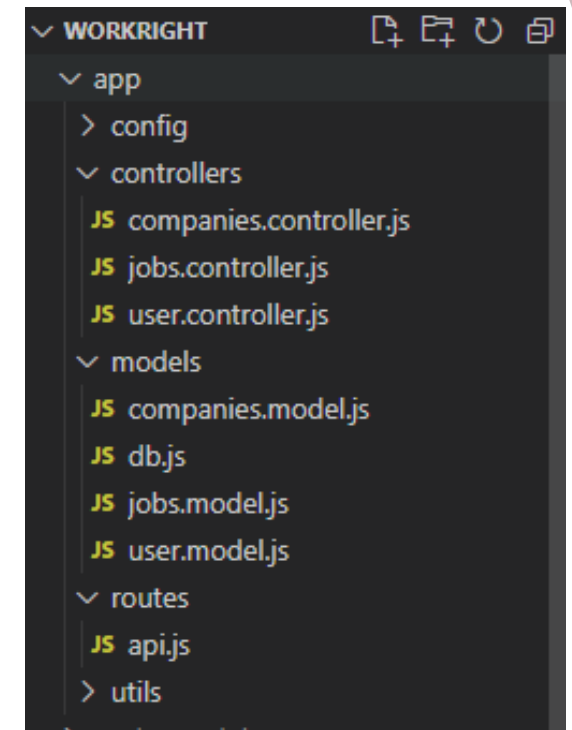 WORKRIGHT
app
config
controllers
JS companies.controller.js
JS jobs.controller.js
JS user.controller.js
models
JS companies.model.js
JS db.js
JS jobs.model.js
JS user.model.js
routes
JS api.js
utils